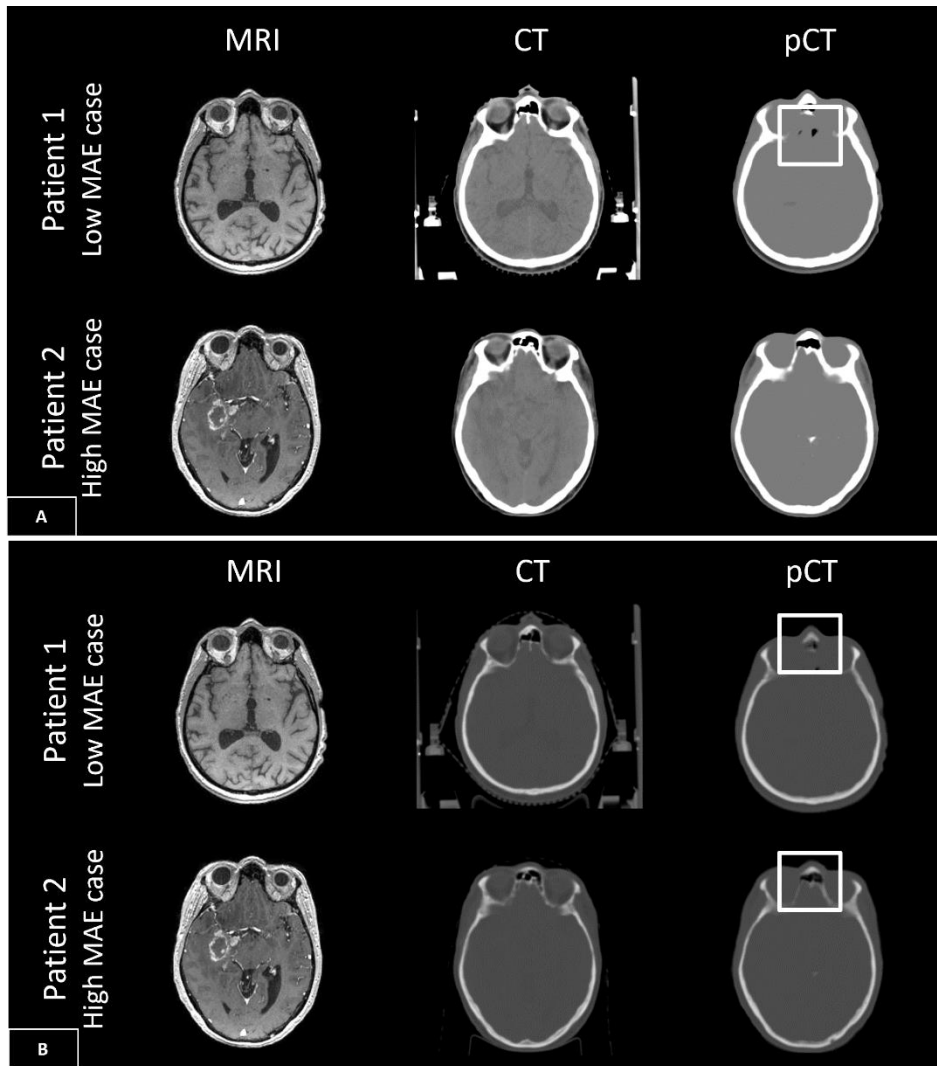 MRI CT pCT
Patient 1
Low MAE case
Patient 2
High MAE case
A
MRI CT pCT
Patient 1
Low MAE case
Patient 2
High MAE case
B